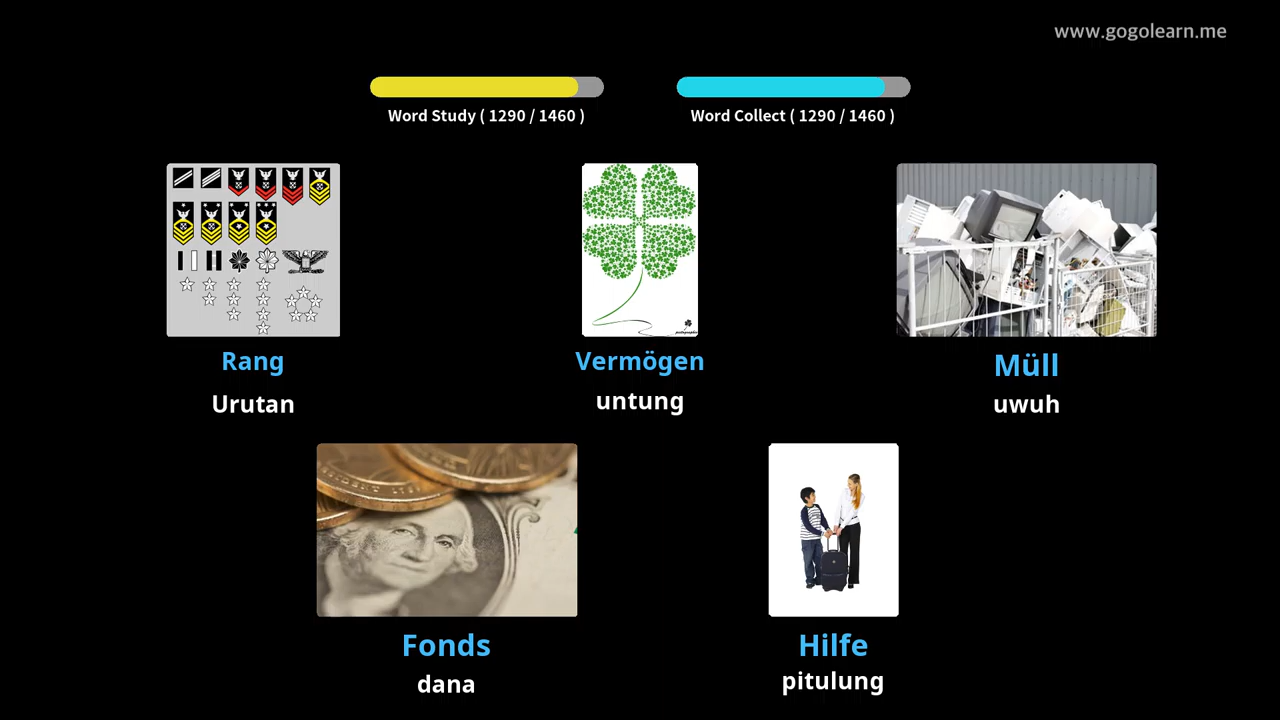 www.gogolearn.me
Word Study ( 1290 / 1460 )
Word Collect ( 1290 / 1460 )
Rang
Vermögen
Müll
Urutan
untung
uwuh
Fonds
Hilfe
dana
pitulung